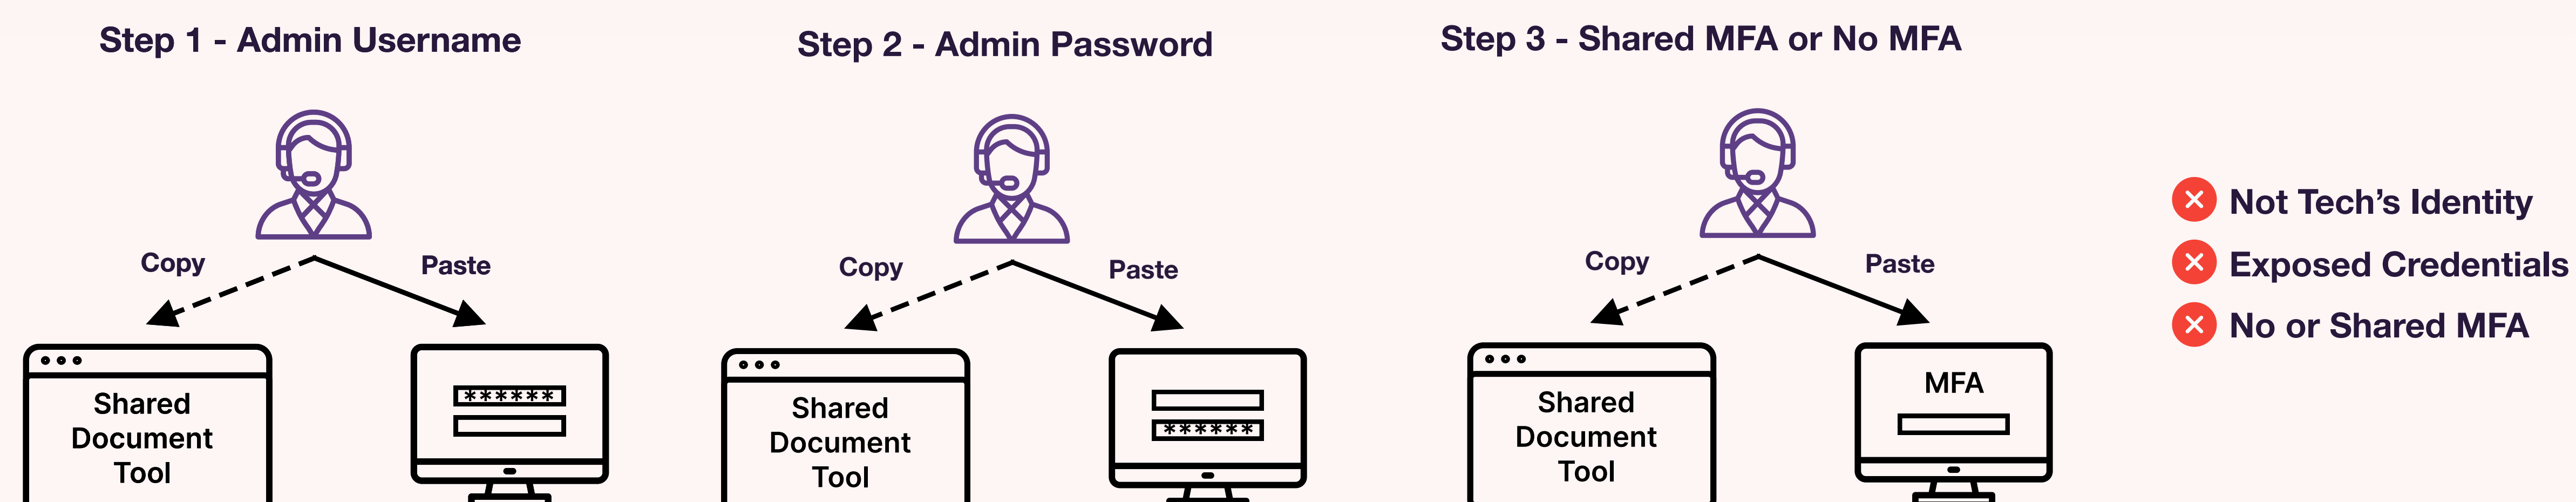 Step 1 - Admin Username
Copy
Paste
Shared
Document
Tool
******
Step 2 - Admin Password
Copy
Paste
Shared
Document
Tool
******
Step 3 - Shared MFA or No MFA
Copy
Paste
Shared
Document
Tool
MFA
Not Tech's Identity
Exposed Credentials
No or Shared MFA